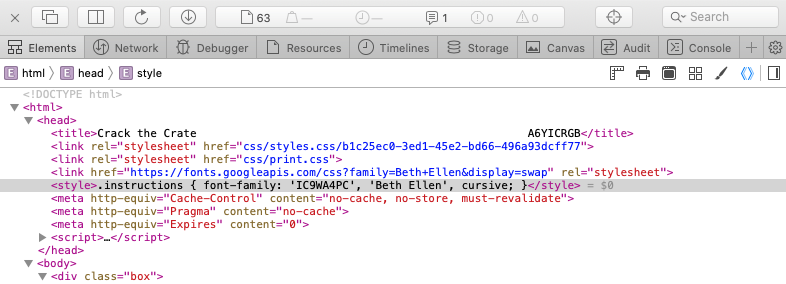 63 — — 1 0 0 Search
Elements Network Debugger Resources Timelines Storage Canvas Audit Console
E html E head E style
<!DOCTYPE html>
<html>
<head>
<title>Crack the Crate A6YICRGB</title>
<link rel="stylesheet" href="css/styles.css/b1c25ec0-3ed1-45e2-bd66-496a93dcff77">
<link rel="stylesheet" href="css/print.css">
<link href="https://fonts.googleapis.com/css?family=Beth+Ellen&display=swap" rel="stylesheet">
<style>.instructions { font-family: 'IC9WA4PC', 'Beth Ellen', cursive; }</style> = $0
<meta http-equiv="Cache-Control" content="no-cache, no-store, must-revalidate">
<meta http-equiv="Pragma" content="no-cache">
<meta http-equiv="Expires" content="0">
<script>…</script>
</head>
<body>
<div class="box">